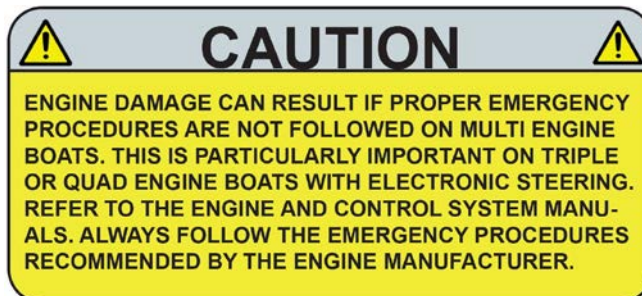 CAUTION
ENGINE DAMAGE CAN RESULT IF PROPER EMERGENCY
PROCEDURES ARE NOT FOLLOWED ON MULTI ENGINE
BOATS. THIS IS PARTICULARLY IMPORTANT ON TRIPLE
OR QUAD ENGINE BOATS WITH ELECTRONIC STEERING.
REFER TO THE ENGINE AND CONTROL SYSTEM MANU-
ALS. ALWAYS FOLLOW THE EMERGENCY PROCEDURES
RECOMMENDED BY THE ENGINE MANUFACTURER.